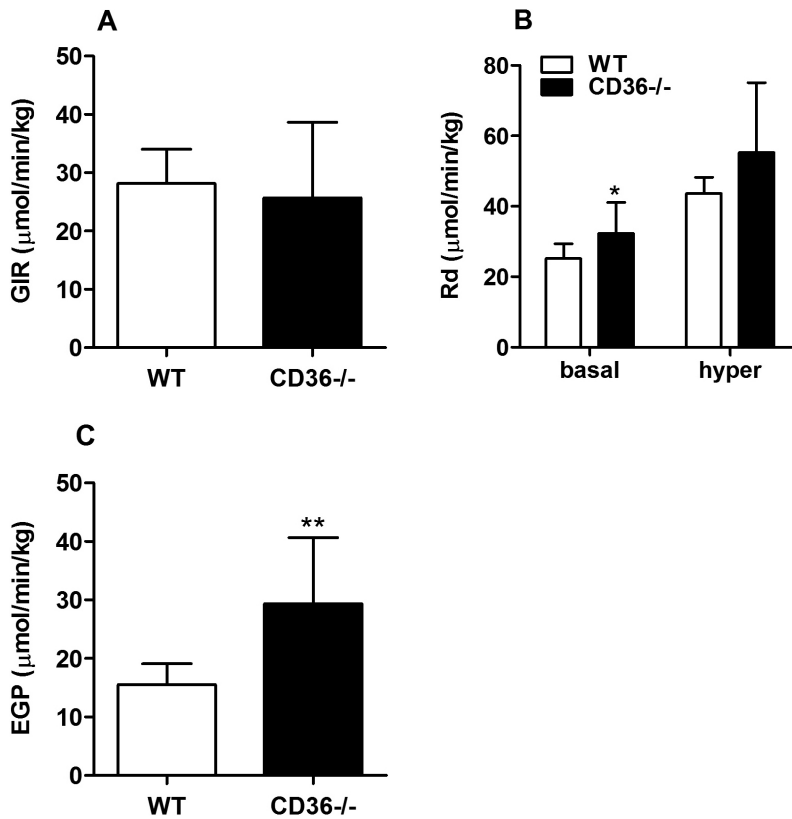 A
GIR (μmol/min/kg)
50
40
30
20
10
0
WT
CD36-/-
B
WT
CD36-/-
Rd (μmol/min/kg)
80
60
40
20
0
*
basal
hyper
C
EGP (μmol/min/kg)
50
40
30
20
10
0
**
WT
CD36-/-